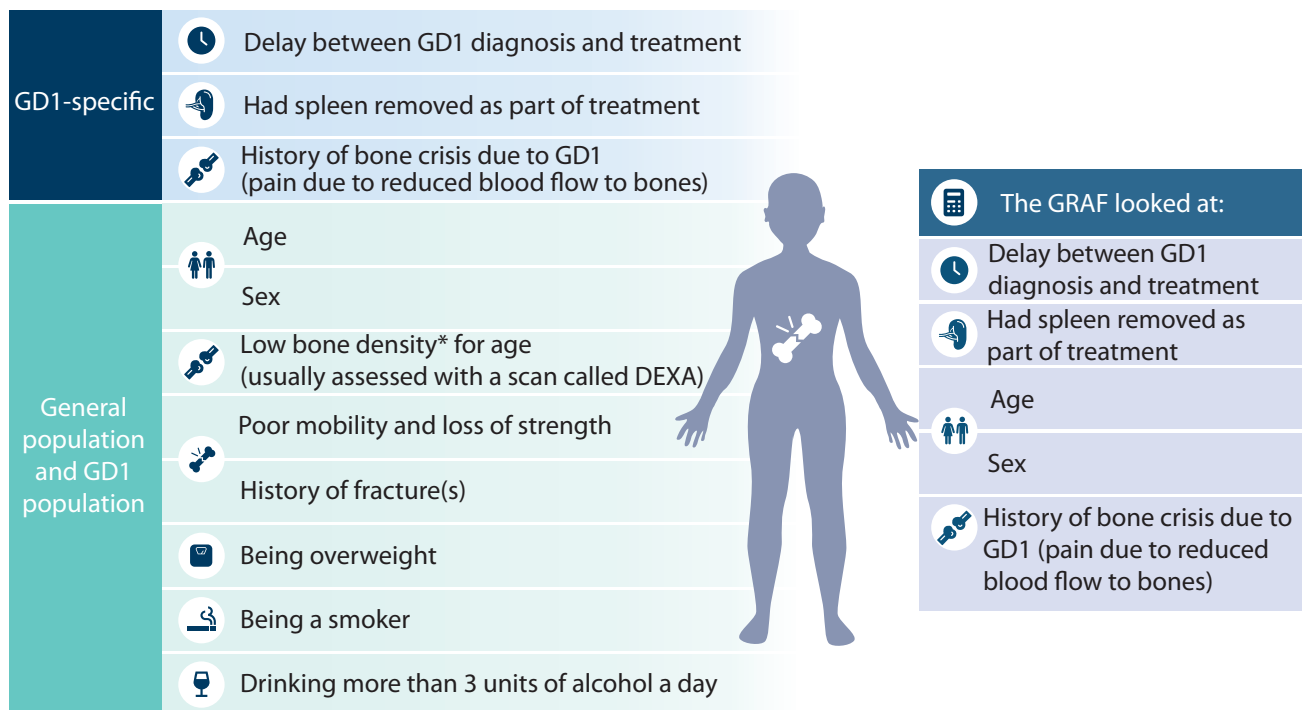 GD1-specific
Delay between GD1 diagnosis and treatment
Had spleen removed as part of treatment
History of bone crisis due to GD1
(pain due to reduced blood flow to bones)
General
population
and GD1
population
Age
Sex
Low bone density* for age
(usually assessed with a scan called DEXA)
Poor mobility and loss of strength
History of fracture(s)
Being overweight
Being a smoker
Drinking more than 3 units of alcohol a day
The GRAF looked at:
Delay between GD1
diagnosis and treatment
Had spleen removed as
part of treatment
Age
Sex
History of bone crisis due to
GD1 (pain due to reduced
blood flow to bones)